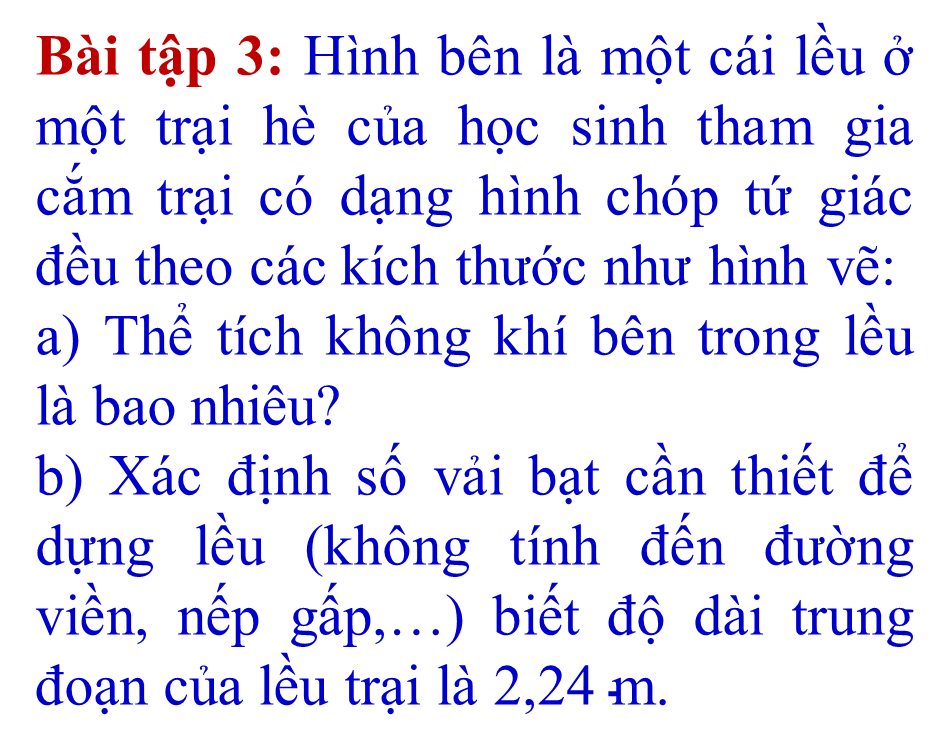 Bài tập 3: Hình bên là một cái lều ở
một trại hè của học sinh tham gia
cắm trại có dạng hình chóp tứ giác
đều theo các kích thước như hình vẽ:
a) Thể tích không khí bên trong lều
là bao nhiêu?
b) Xác định số vải bạt cần thiết để
dựng lều (không tính đến đường
viền, nếp gấp,…) biết độ dài trung
đoạn của lều trại là 2,24 m.